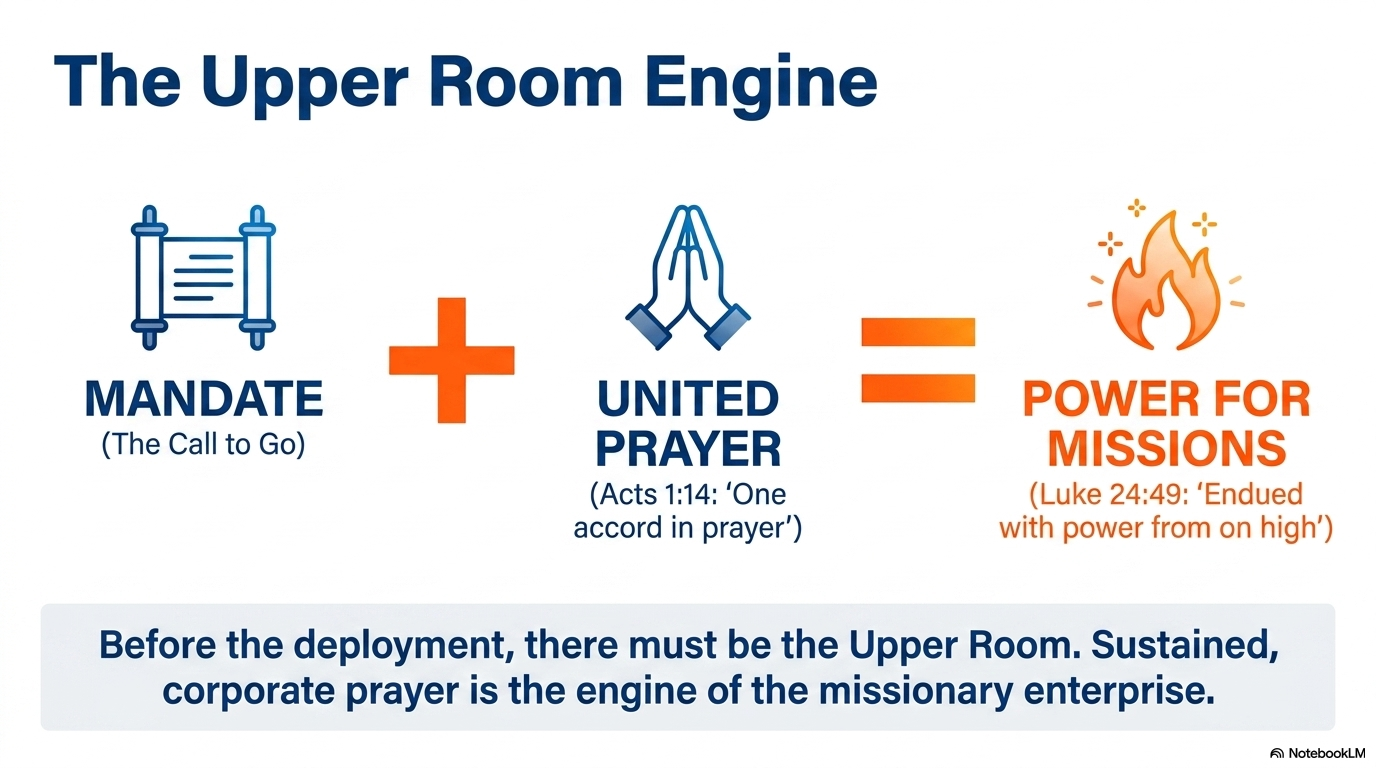 The Upper Room Engine
MANDATE
(The Call to Go)
UNITED
PRAYER
(Acts 1:14: ‘One
accord in prayer’)
POWER FOR
MISSIONS
(Luke 24:49: ‘Endued
with power from on high’)
Before the deployment, there must be the Upper Room. Sustained,
corporate prayer is the engine of the missionary enterprise.
NotebookLM